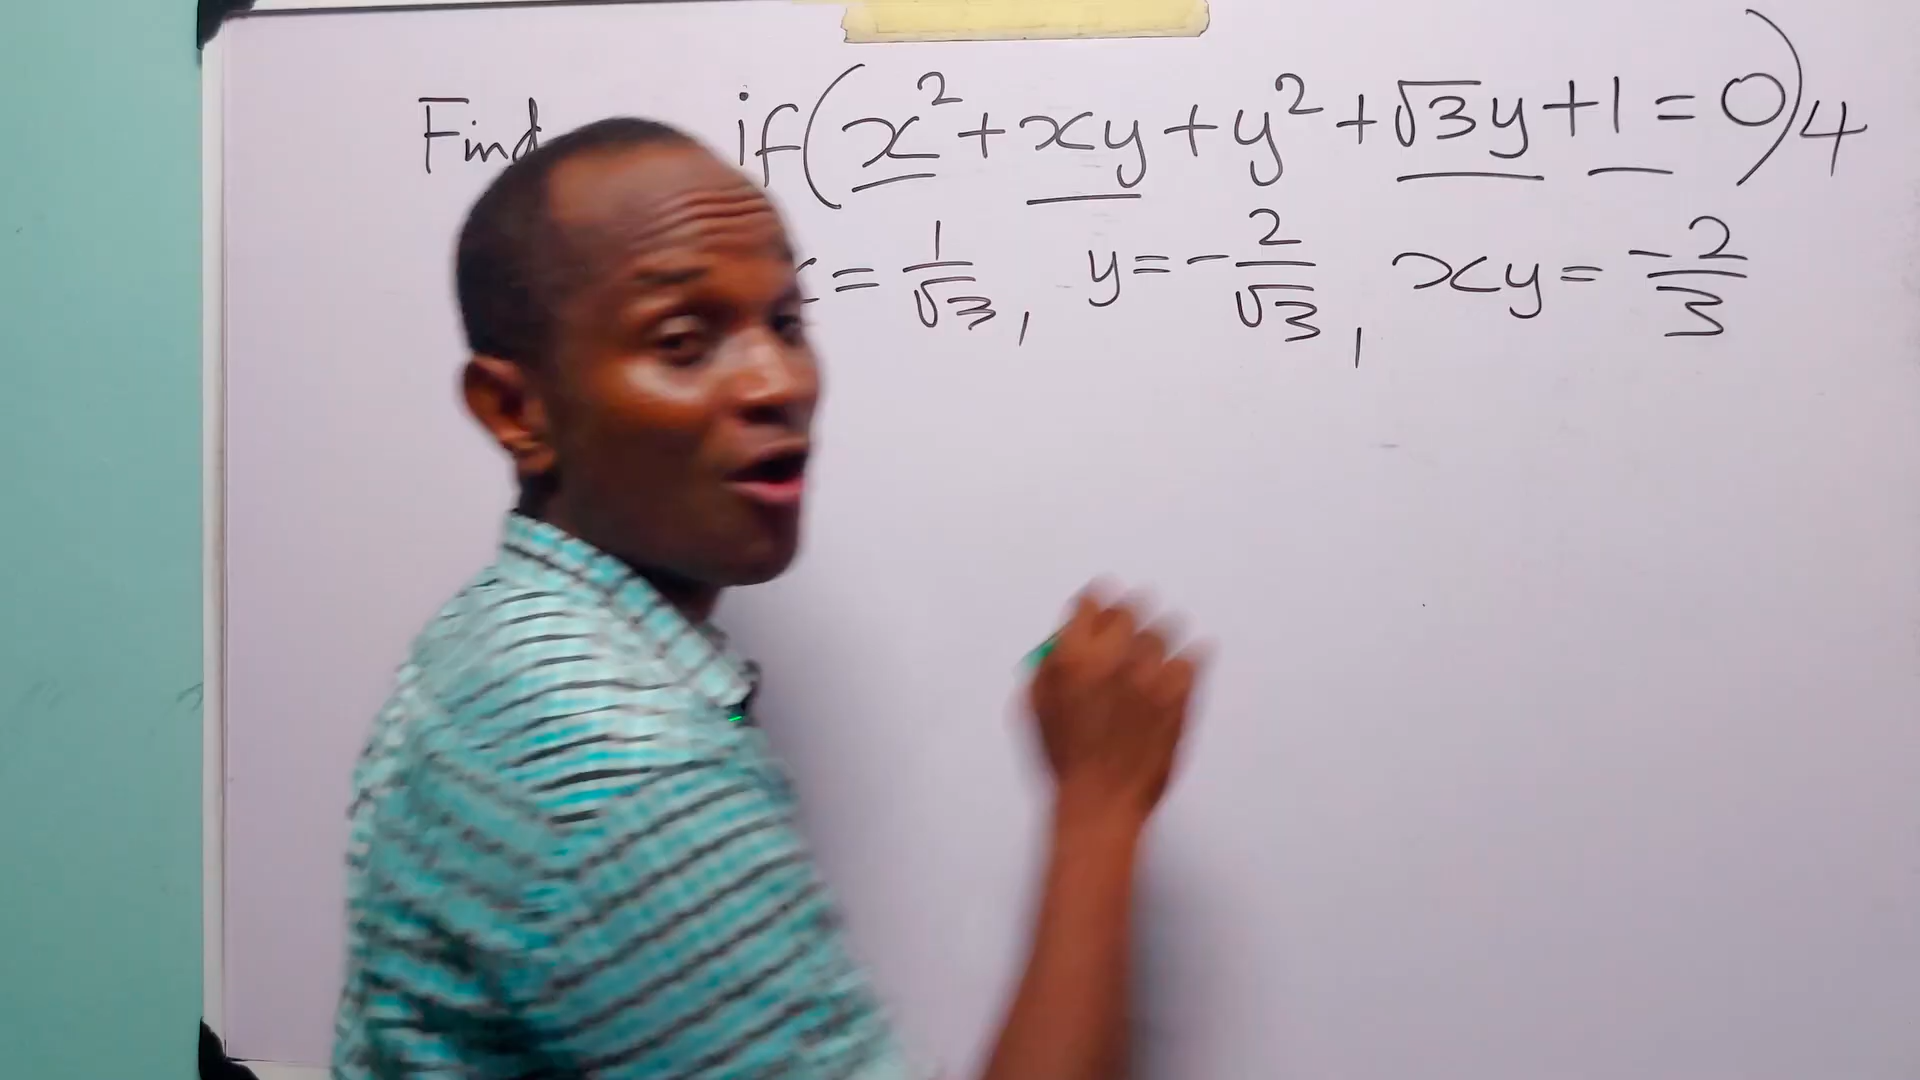 Find if (x² + xy + y² + √3y + 1 = 0)4
x = 1/√3, y = -2/√3, xy = -2/3